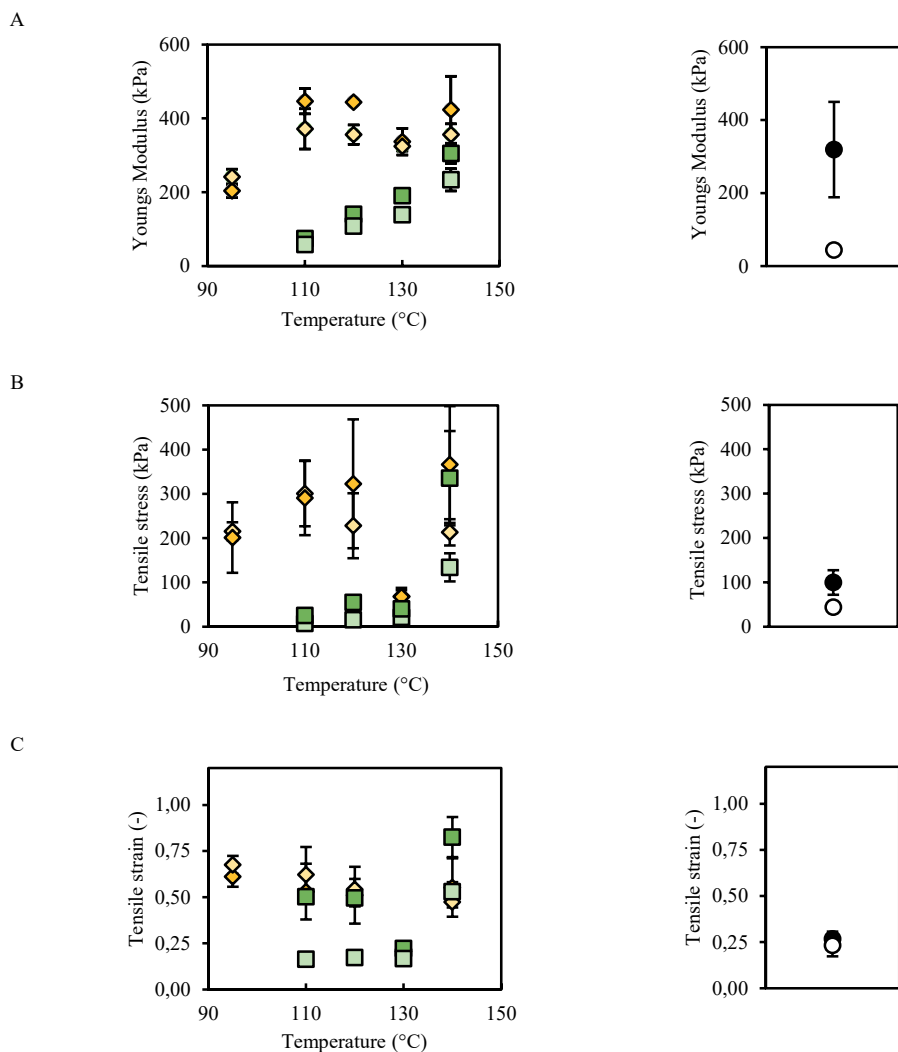 A
600
400
200
0
Youngs Modulus (kPa)
90 110 130 150
Temperature (°C)
600
400
200
0
Youngs Modulus (kPa)
B
500
400
300
200
100
0
Tensile stress (kPa)
90 110 130 150
Temperature (°C)
500
400
300
200
100
0
Tensile stress (kPa)
C
1,00
0,75
0,50
0,25
0,00
Tensile strain (-)
90 110 130 150
Temperature (°C)
1,00
0,75
0,50
0,25
0,00
Tensile strain (-)